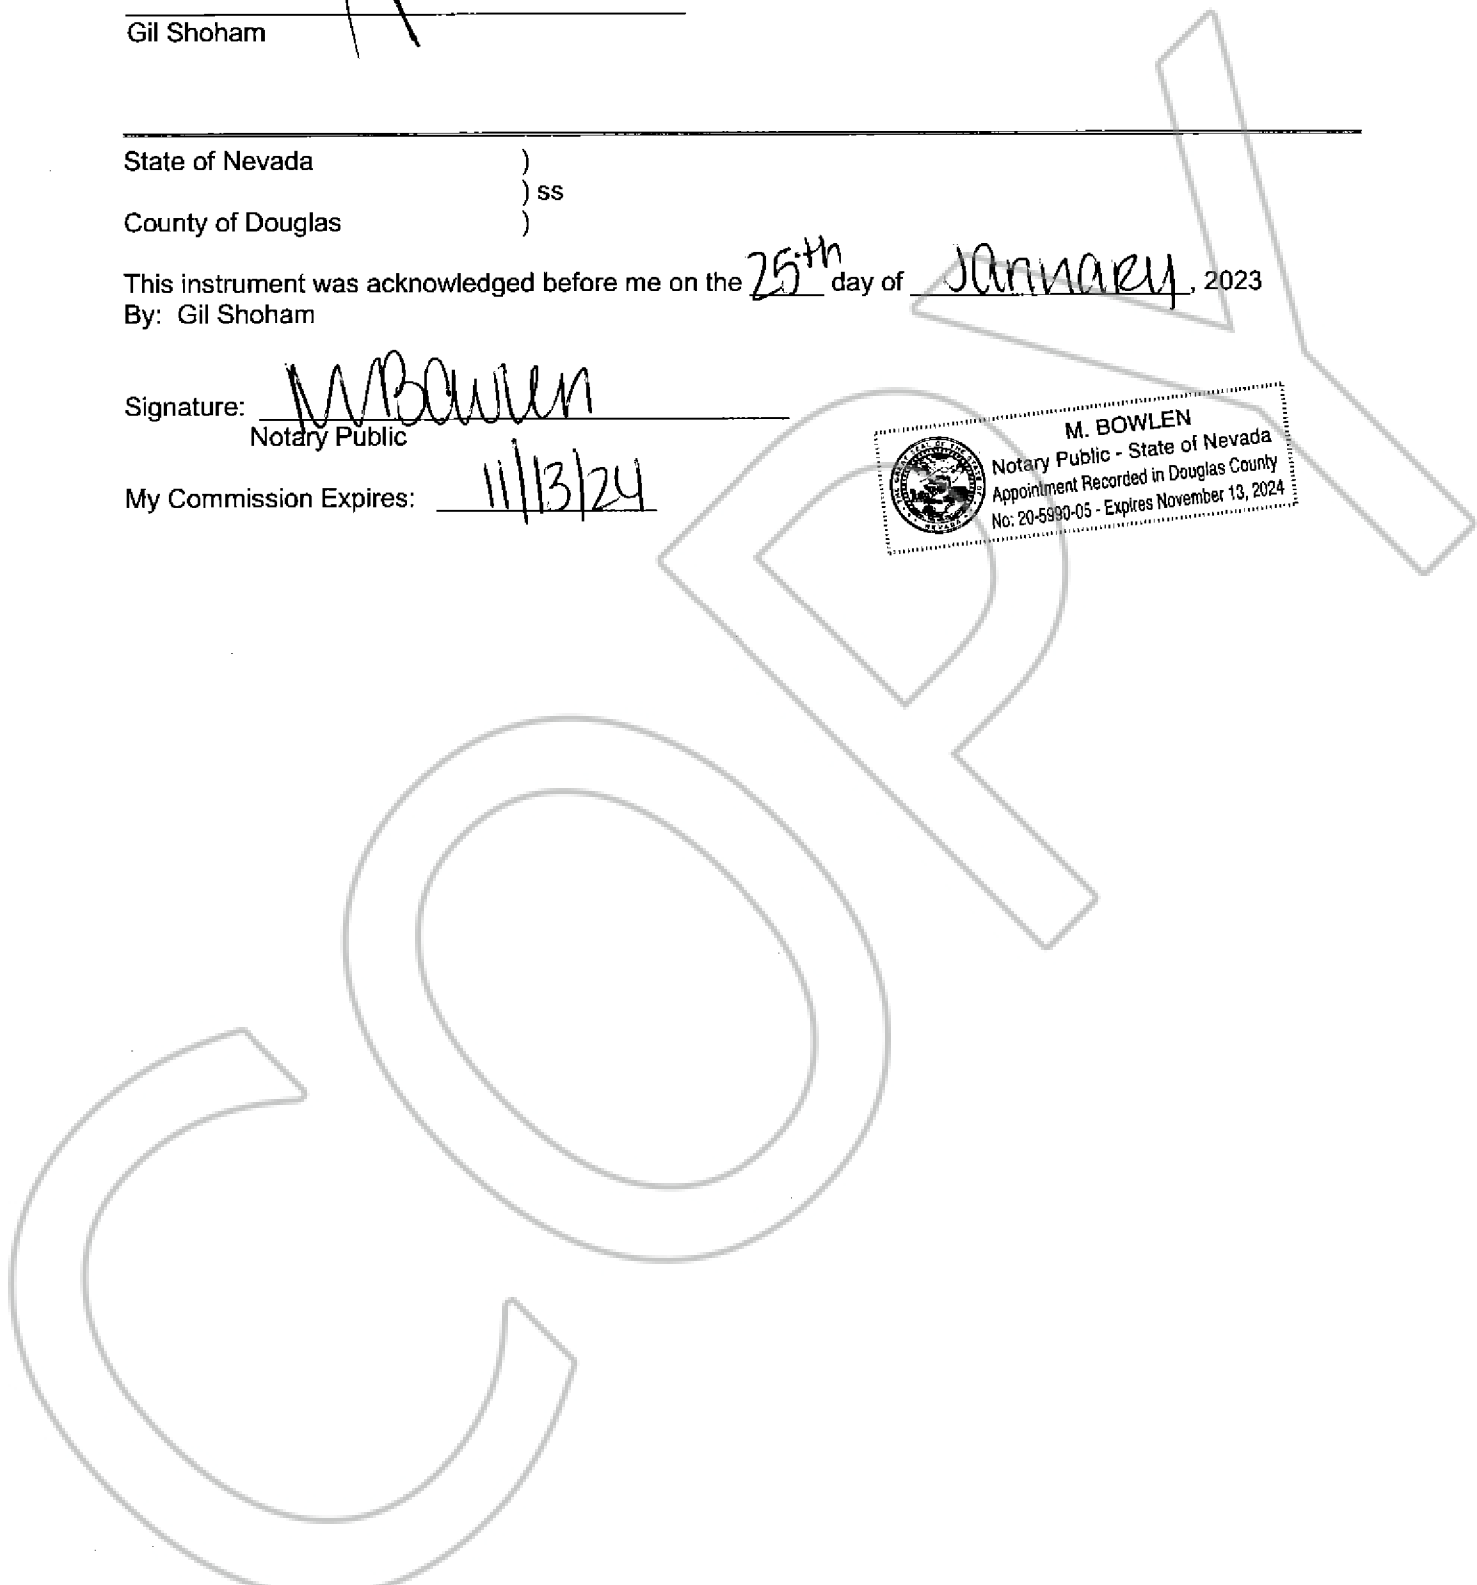 Gil Shoham
State of Nevada )
) ss
County of Douglas )
This instrument was acknowledged before me on the 25th day of January, 2023
By: Gil Shoham
Signature: MBowlen
Notary Public
My Commission Expires: 11/13/24
M. BOWLEN
Notary Public - State of Nevada
Appointment Recorded in Douglas County
No: 20-5990-05 - Expires November 13, 2024
COPY